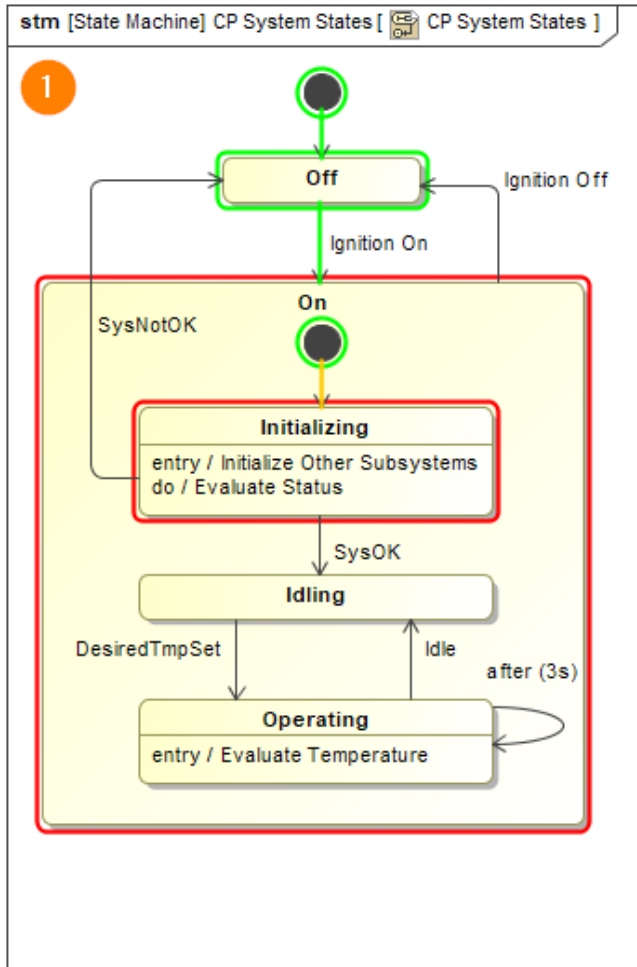 stm [State Machine] CP System States [ CP System States ]
1
Off
Ignition Off
Ignition On
On
SysNotOK
Initializing
entry / Initialize Other Subsystems
do / Evaluate Status
SysOK
Idling
DesiredTmpSet
Idle
after (3s)
Operating
entry / Evaluate Temperature